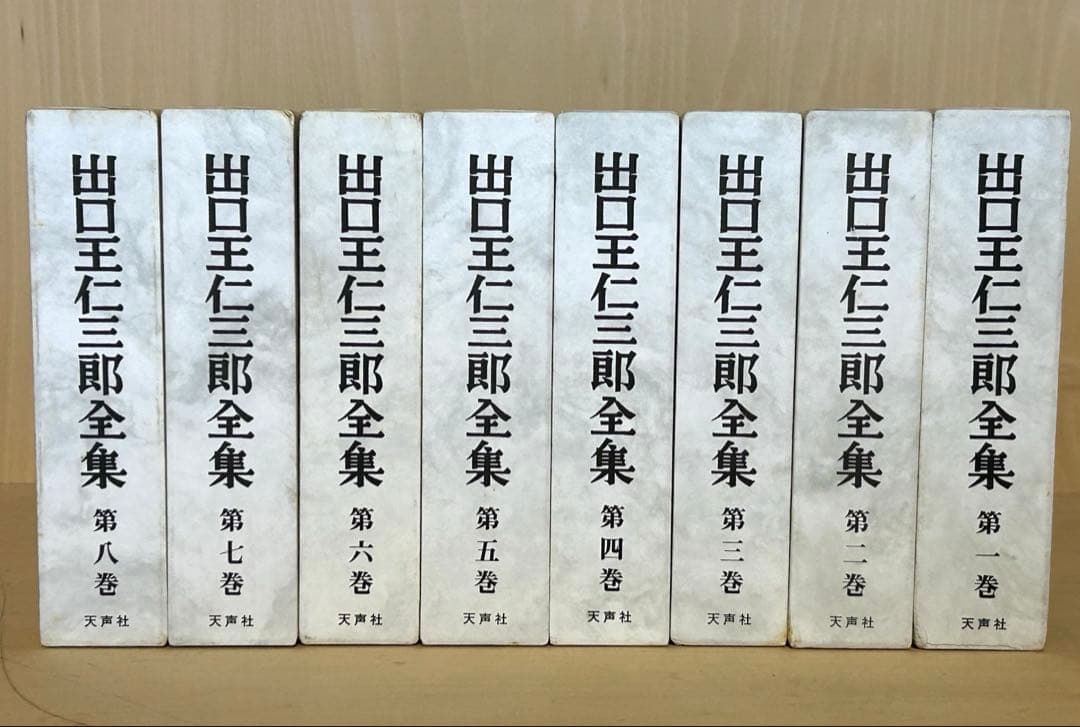 出口王仁三郎全集 第一巻 天声社
出口王仁三郎全集 第二巻 天声社
出口王仁三郎全集 第三巻 天声社
出口王仁三郎全集 第四巻 天声社
出口王仁三郎全集 第五巻 天声社
出口王仁三郎全集 第六巻 天声社
出口王仁三郎全集 第七巻 天声社
出口王仁三郎全集 第八巻 天声社